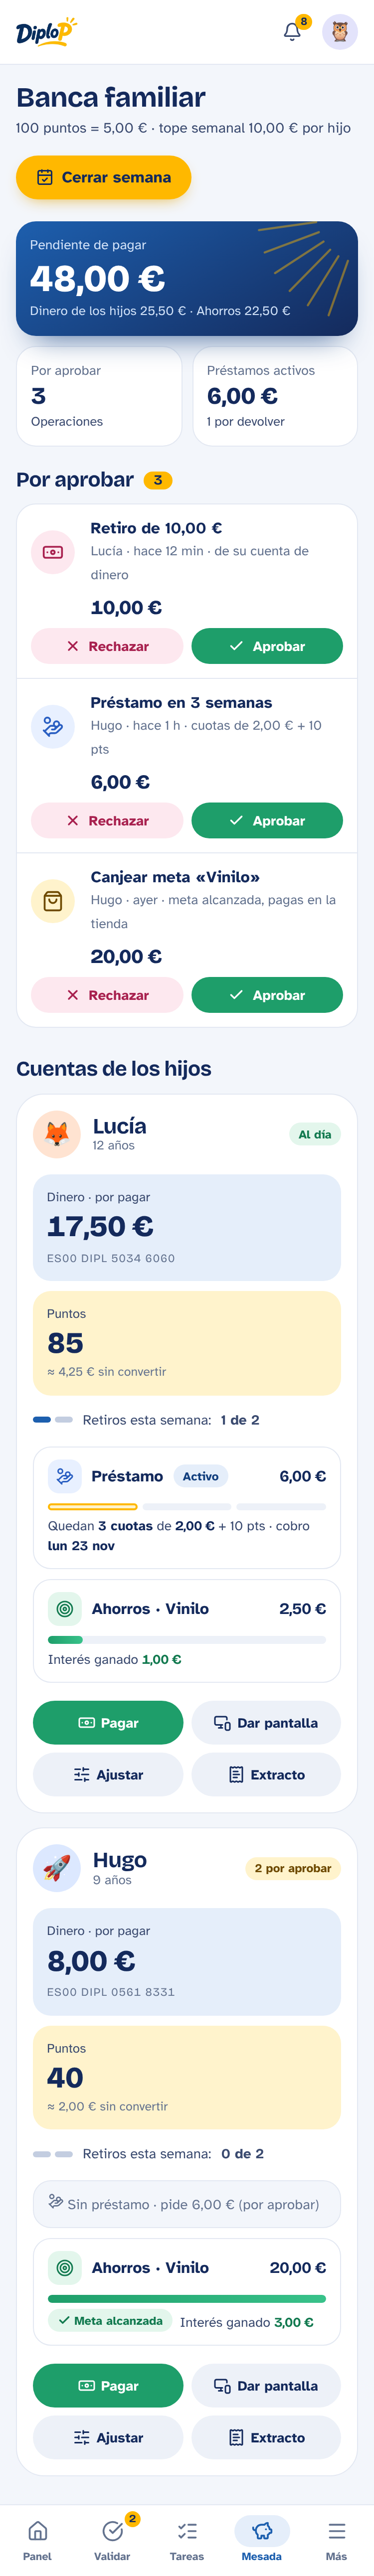 DiploP
8
Banca familiar
100 puntos = 5,00 € · tope semanal 10,00 € por hijo
Cerrar semana
Pendiente de pagar
48,00 €
Dinero de los hijos 25,50 € · Ahorros 22,50 €
Por aprobar
3
Operaciones
Préstamos activos
6,00 €
1 por devolver
Por aprobar 3
Retiro de 10,00 €
Lucía · hace 12 min · de su cuenta de
dinero
10,00 €
Rechazar
Aprobar
Préstamo en 3 semanas
Hugo · hace 1 h · cuotas de 2,00 € + 10
pts
6,00 €
Rechazar
Aprobar
Canjear meta «Vinilo»
Hugo · ayer · meta alcanzada, pagas en la
tienda
20,00 €
Rechazar
Aprobar
Cuentas de los hijos
Lucía
12 años
Al día
Dinero · por pagar
17,50 €
ES00 DIPL 5034 6060
Puntos
85
≈ 4,25 € sin convertir
Retiros esta semana: 1 de 2
Préstamo Activo 6,00 €
Quedan 3 cuotas de 2,00 € + 10 pts · cobro
lun 23 nov
Ahorros · Vinilo 2,50 €
Interés ganado 1,00 €
Pagar
Dar pantalla
Ajustar
Extracto
Hugo
9 años
2 por aprobar
Dinero · por pagar
8,00 €
ES00 DIPL 0561 8331
Puntos
40
≈ 2,00 € sin convertir
Retiros esta semana: 0 de 2
Sin préstamo · pide 6,00 € (por aprobar)
Ahorros · Vinilo 20,00 €
Meta alcanzada Interés ganado 3,00 €
Pagar
Dar pantalla
Ajustar
Extracto
2
Panel
Validar
Tareas
Mesada
Más